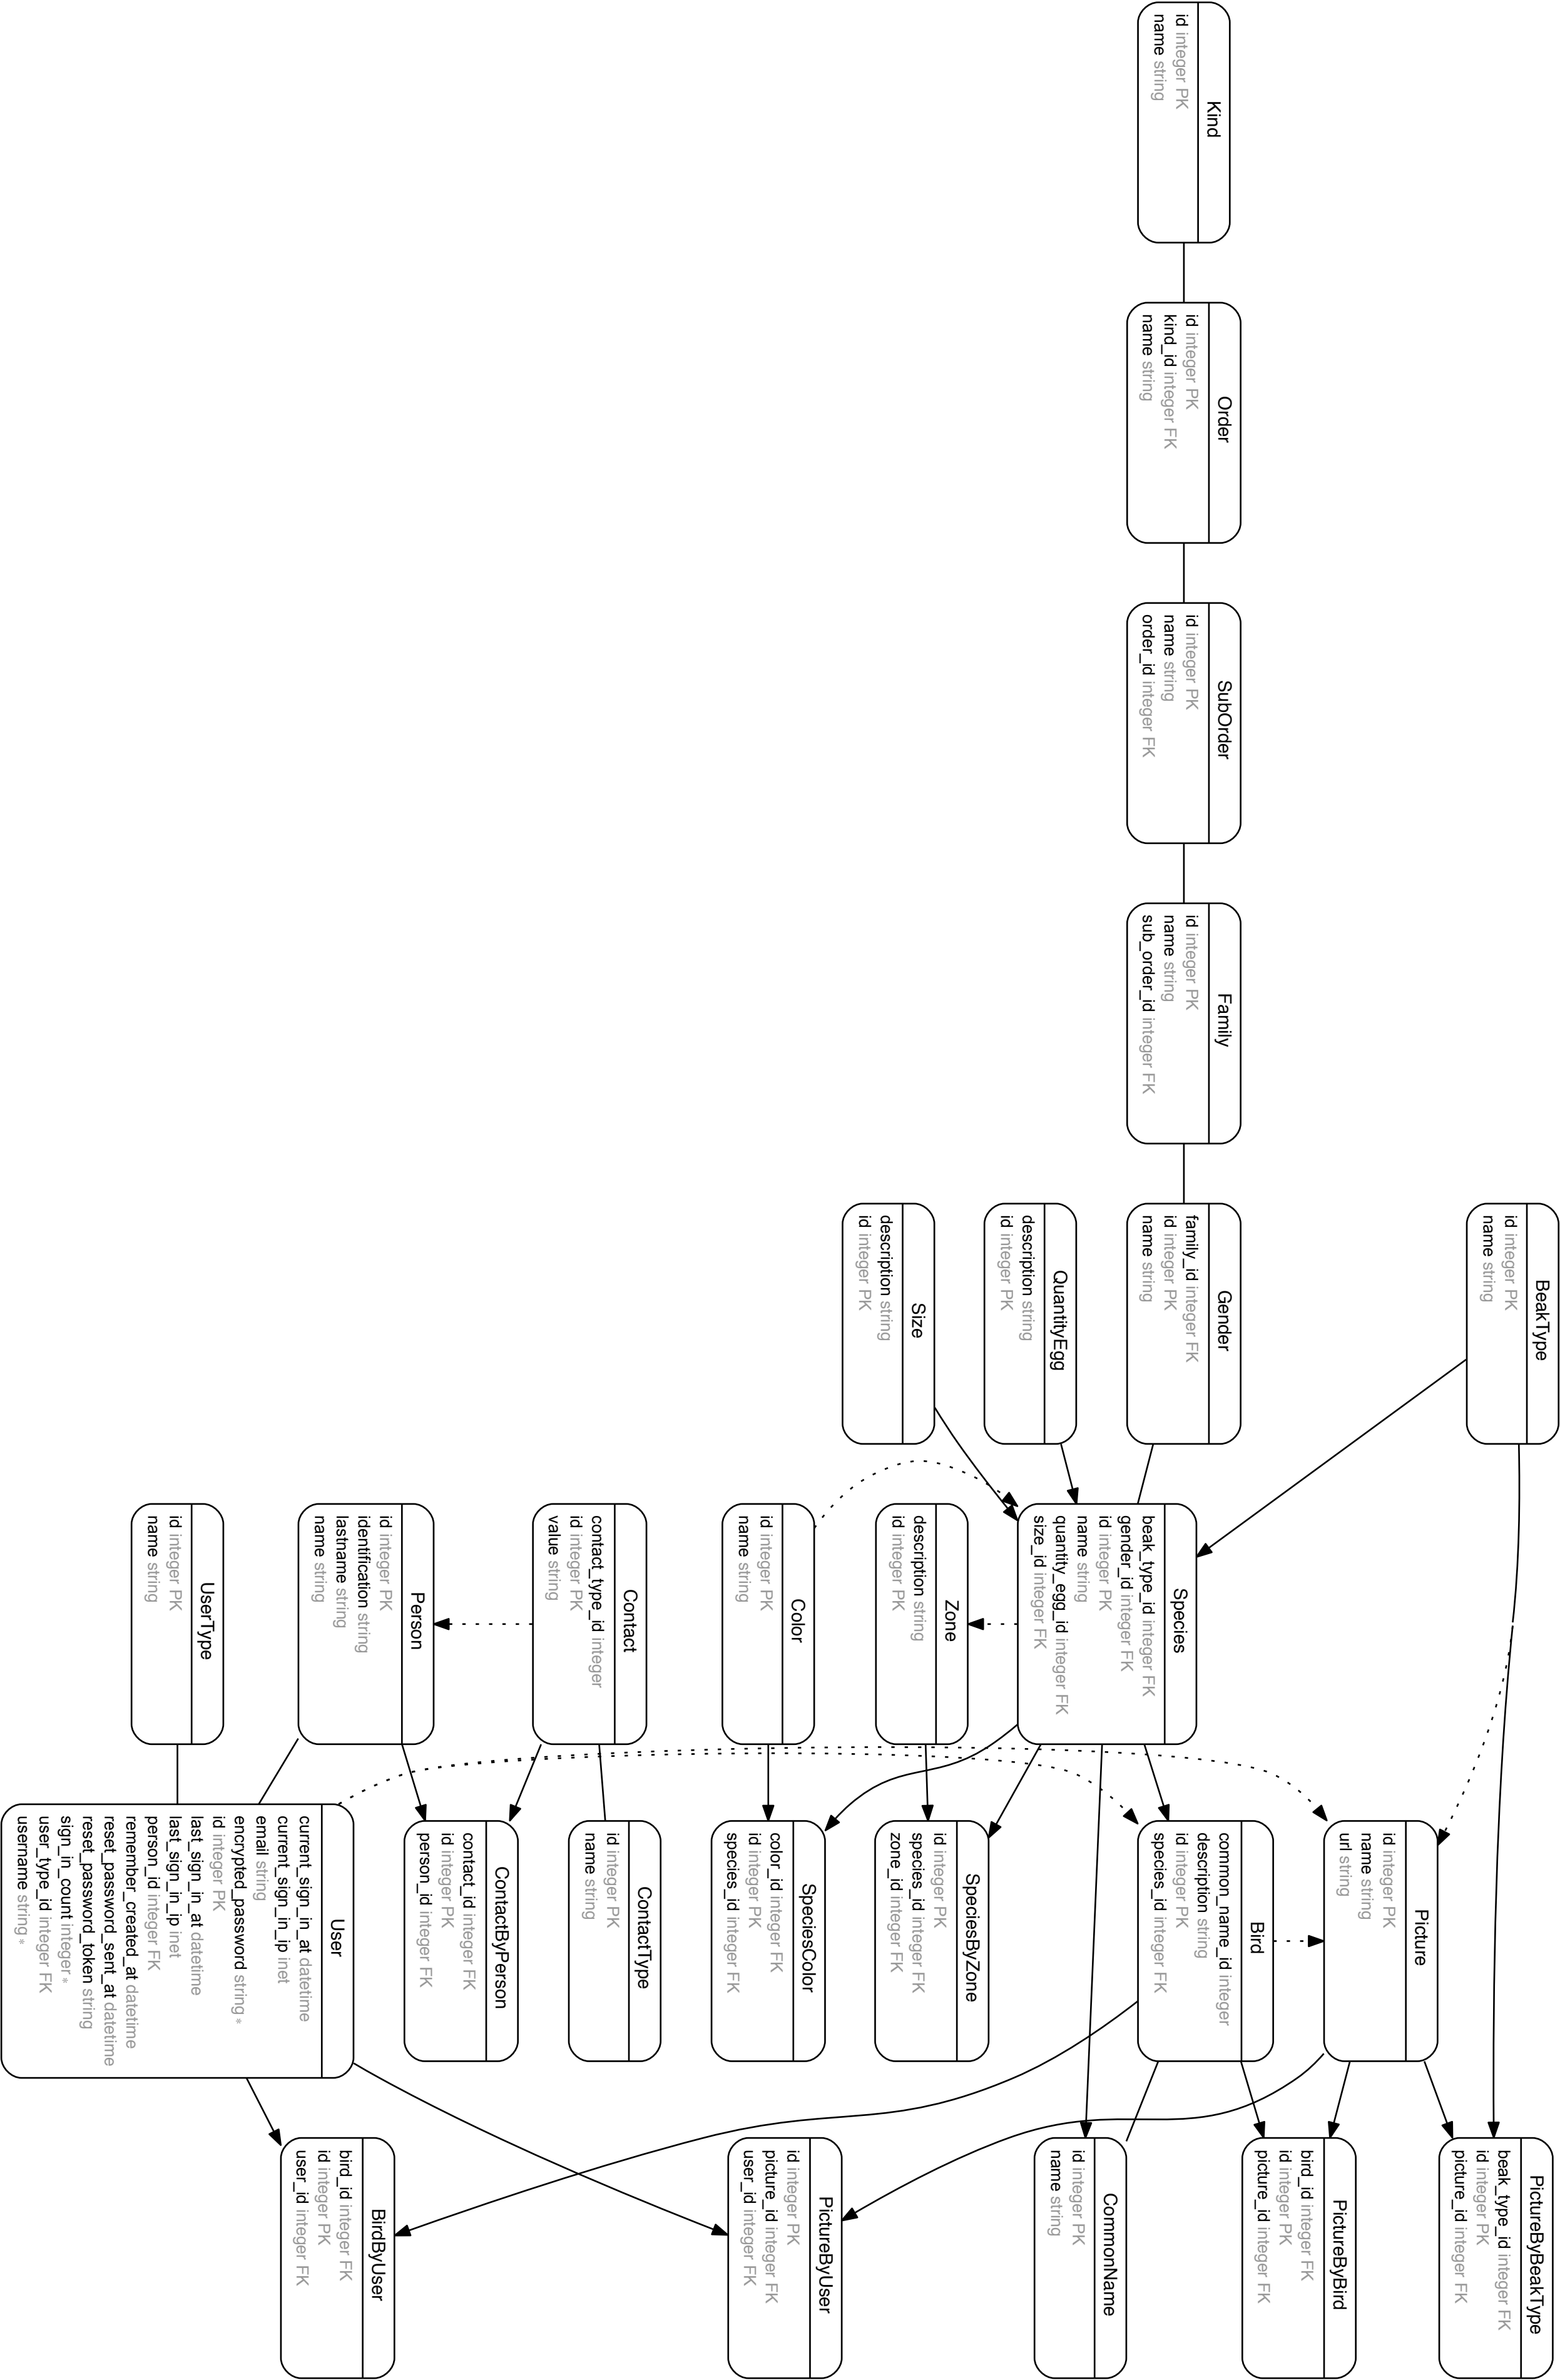 Kind
id integer PK
name string
Order
id integer PK
kind_id integer FK
name string
SubOrder
id integer PK
name string
order_id integer FK
Family
id integer PK
name string
sub_order_id integer FK
BeakType
id integer PK
name string
Gender
family_id integer FK
id integer PK
name string
QuantityEgg
description string
id integer PK
Size
description string
id integer PK
Species
beak_type_id integer FK
gender_id integer FK
id integer PK
name string
quantity_egg_id integer FK
size_id integer FK
Zone
description string
id integer PK
Color
id integer PK
name string
Contact
contact_type_id integer
id integer PK
value string
Person
id integer PK
identification string
lastname string
name string
UserType
id integer PK
name string
Picture
id integer PK
name string
url string
Bird
common_name_id integer
description string
id integer PK
species_id integer FK
SpeciesByZone
id integer PK
species_id integer FK
zone_id integer FK
SpeciesColor
color_id integer FK
id integer PK
species_id integer FK
ContactType
id integer PK
name string
ContactByPerson
contact_id integer FK
id integer PK
person_id integer FK
User
current_sign_in_at datetime
current_sign_in_ip inet
email string
encrypted_password string *
id integer PK
last_sign_in_at datetime
last_sign_in_ip inet
person_id integer FK
remember_created_at datetime
reset_password_sent_at datetime
reset_password_token string
sign_in_count integer *
user_type_id integer FK
username string *
PictureByBeakType
beak_type_id integer FK
id integer PK
picture_id integer FK
PictureByBird
bird_id integer FK
id integer PK
picture_id integer FK
CommonName
id integer PK
name string
PictureByUser
id integer PK
picture_id integer FK
user_id integer FK
BirdByUser
bird_id integer FK
id integer PK
user_id integer FK